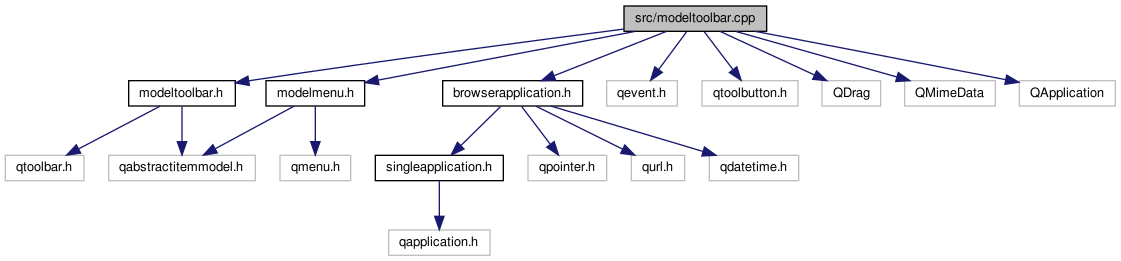 src/modeltoolbar.cpp
modeltoolbar.h
modelmenu.h
browserapplication.h
qevent.h
qtoolbutton.h
QDrag
QMimeData
QApplication
qtoolbar.h
qabstractitemmodel.h
qmenu.h
singleapplication.h
qpointer.h
qurl.h
qdatetime.h
qapplication.h